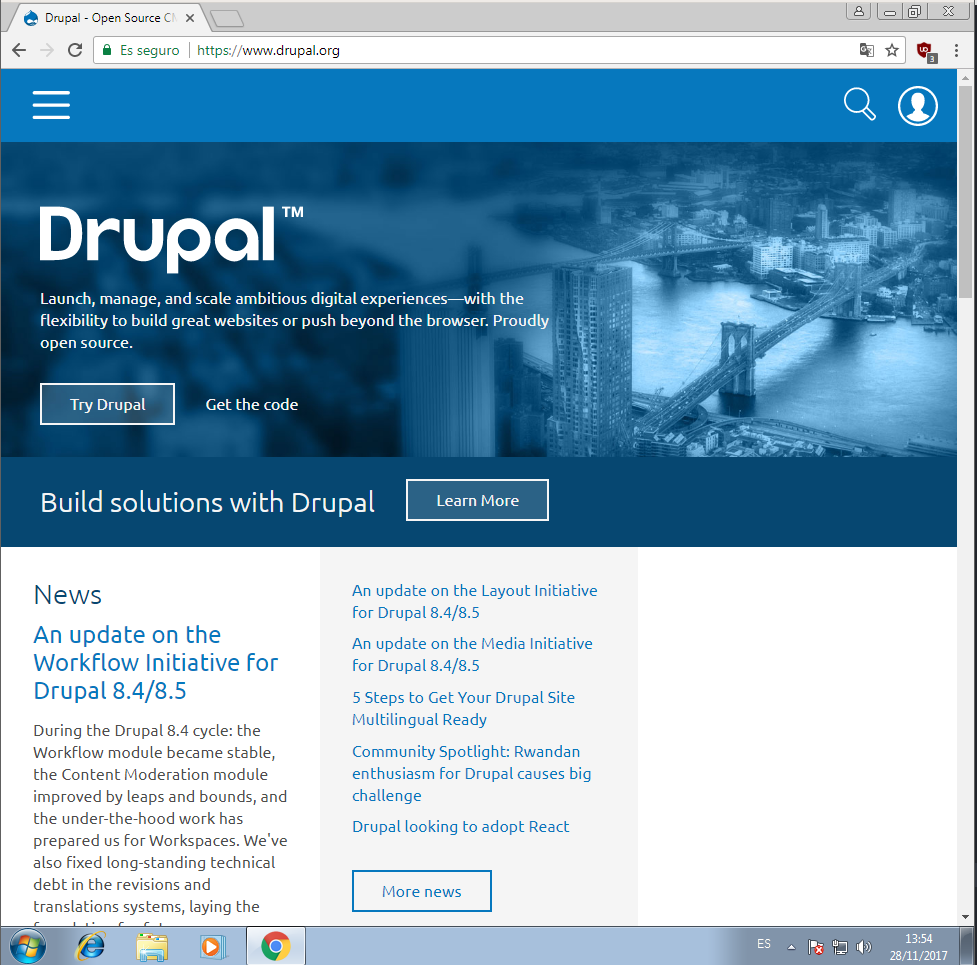 Drupal - Open Source CM
Es seguro
https://www.drupal.org
3
Drupal™
Launch, manage, and scale ambitious digital experiences—with the
flexibility to build great websites or push beyond the browser. Proudly
open source.
Try Drupal
Get the code
Build solutions with Drupal
Learn More
News
An update on the
Workflow Initiative for
Drupal 8.4/8.5
During the Drupal 8.4 cycle: the
Workflow module became stable,
the Content Moderation module
improved by leaps and bounds, and
the under-the-hood work has
prepared us for Workspaces. We've
also fixed long-standing technical
debt in the revisions and
translations systems, laying the
An update on the Layout Initiative
for Drupal 8.4/8.5
An update on the Media Initiative
for Drupal 8.4/8.5
5 Steps to Get Your Drupal Site
Multilingual Ready
Community Spotlight: Rwandan
enthusiasm for Drupal causes big
challenge
Drupal looking to adopt React
More news
ES
13:54
28/11/2017